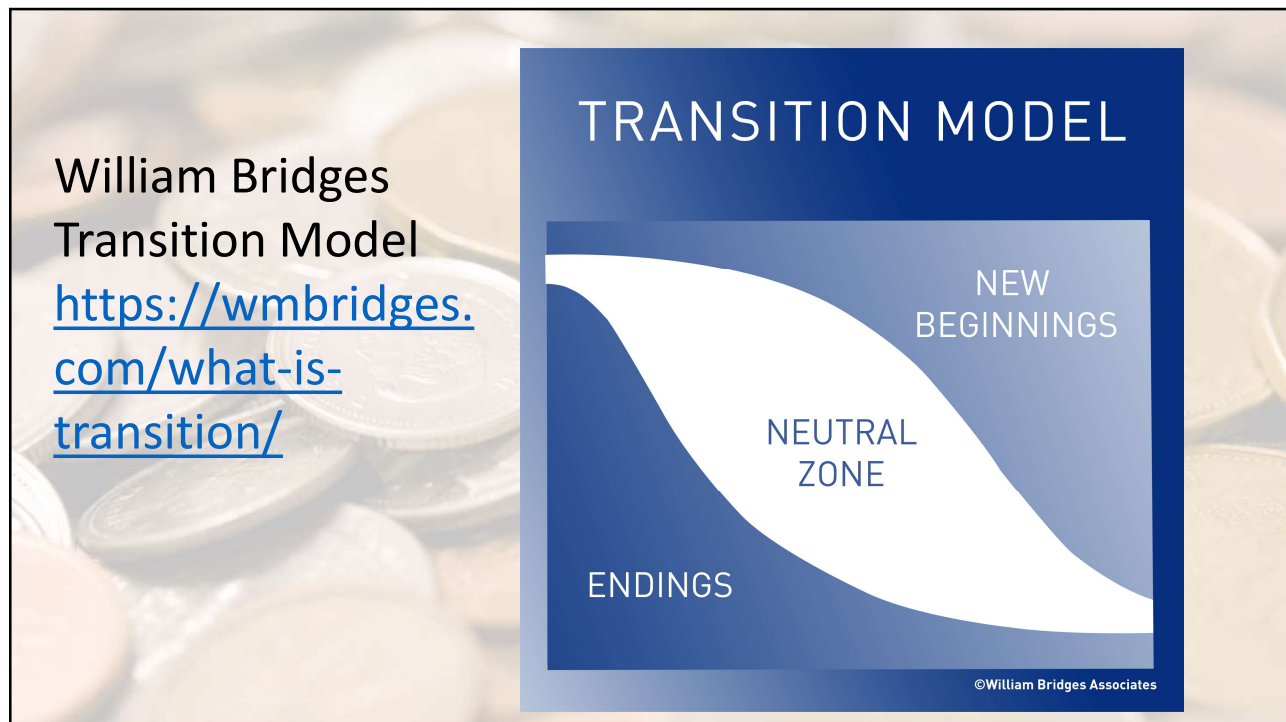 William Bridges
Transition Model
https://wmbridges.
com/what-is-
transition/
TRANSITION MODEL
NEW
BEGINNINGS
NEUTRAL
ZONE
ENDINGS
©William Bridges Associates